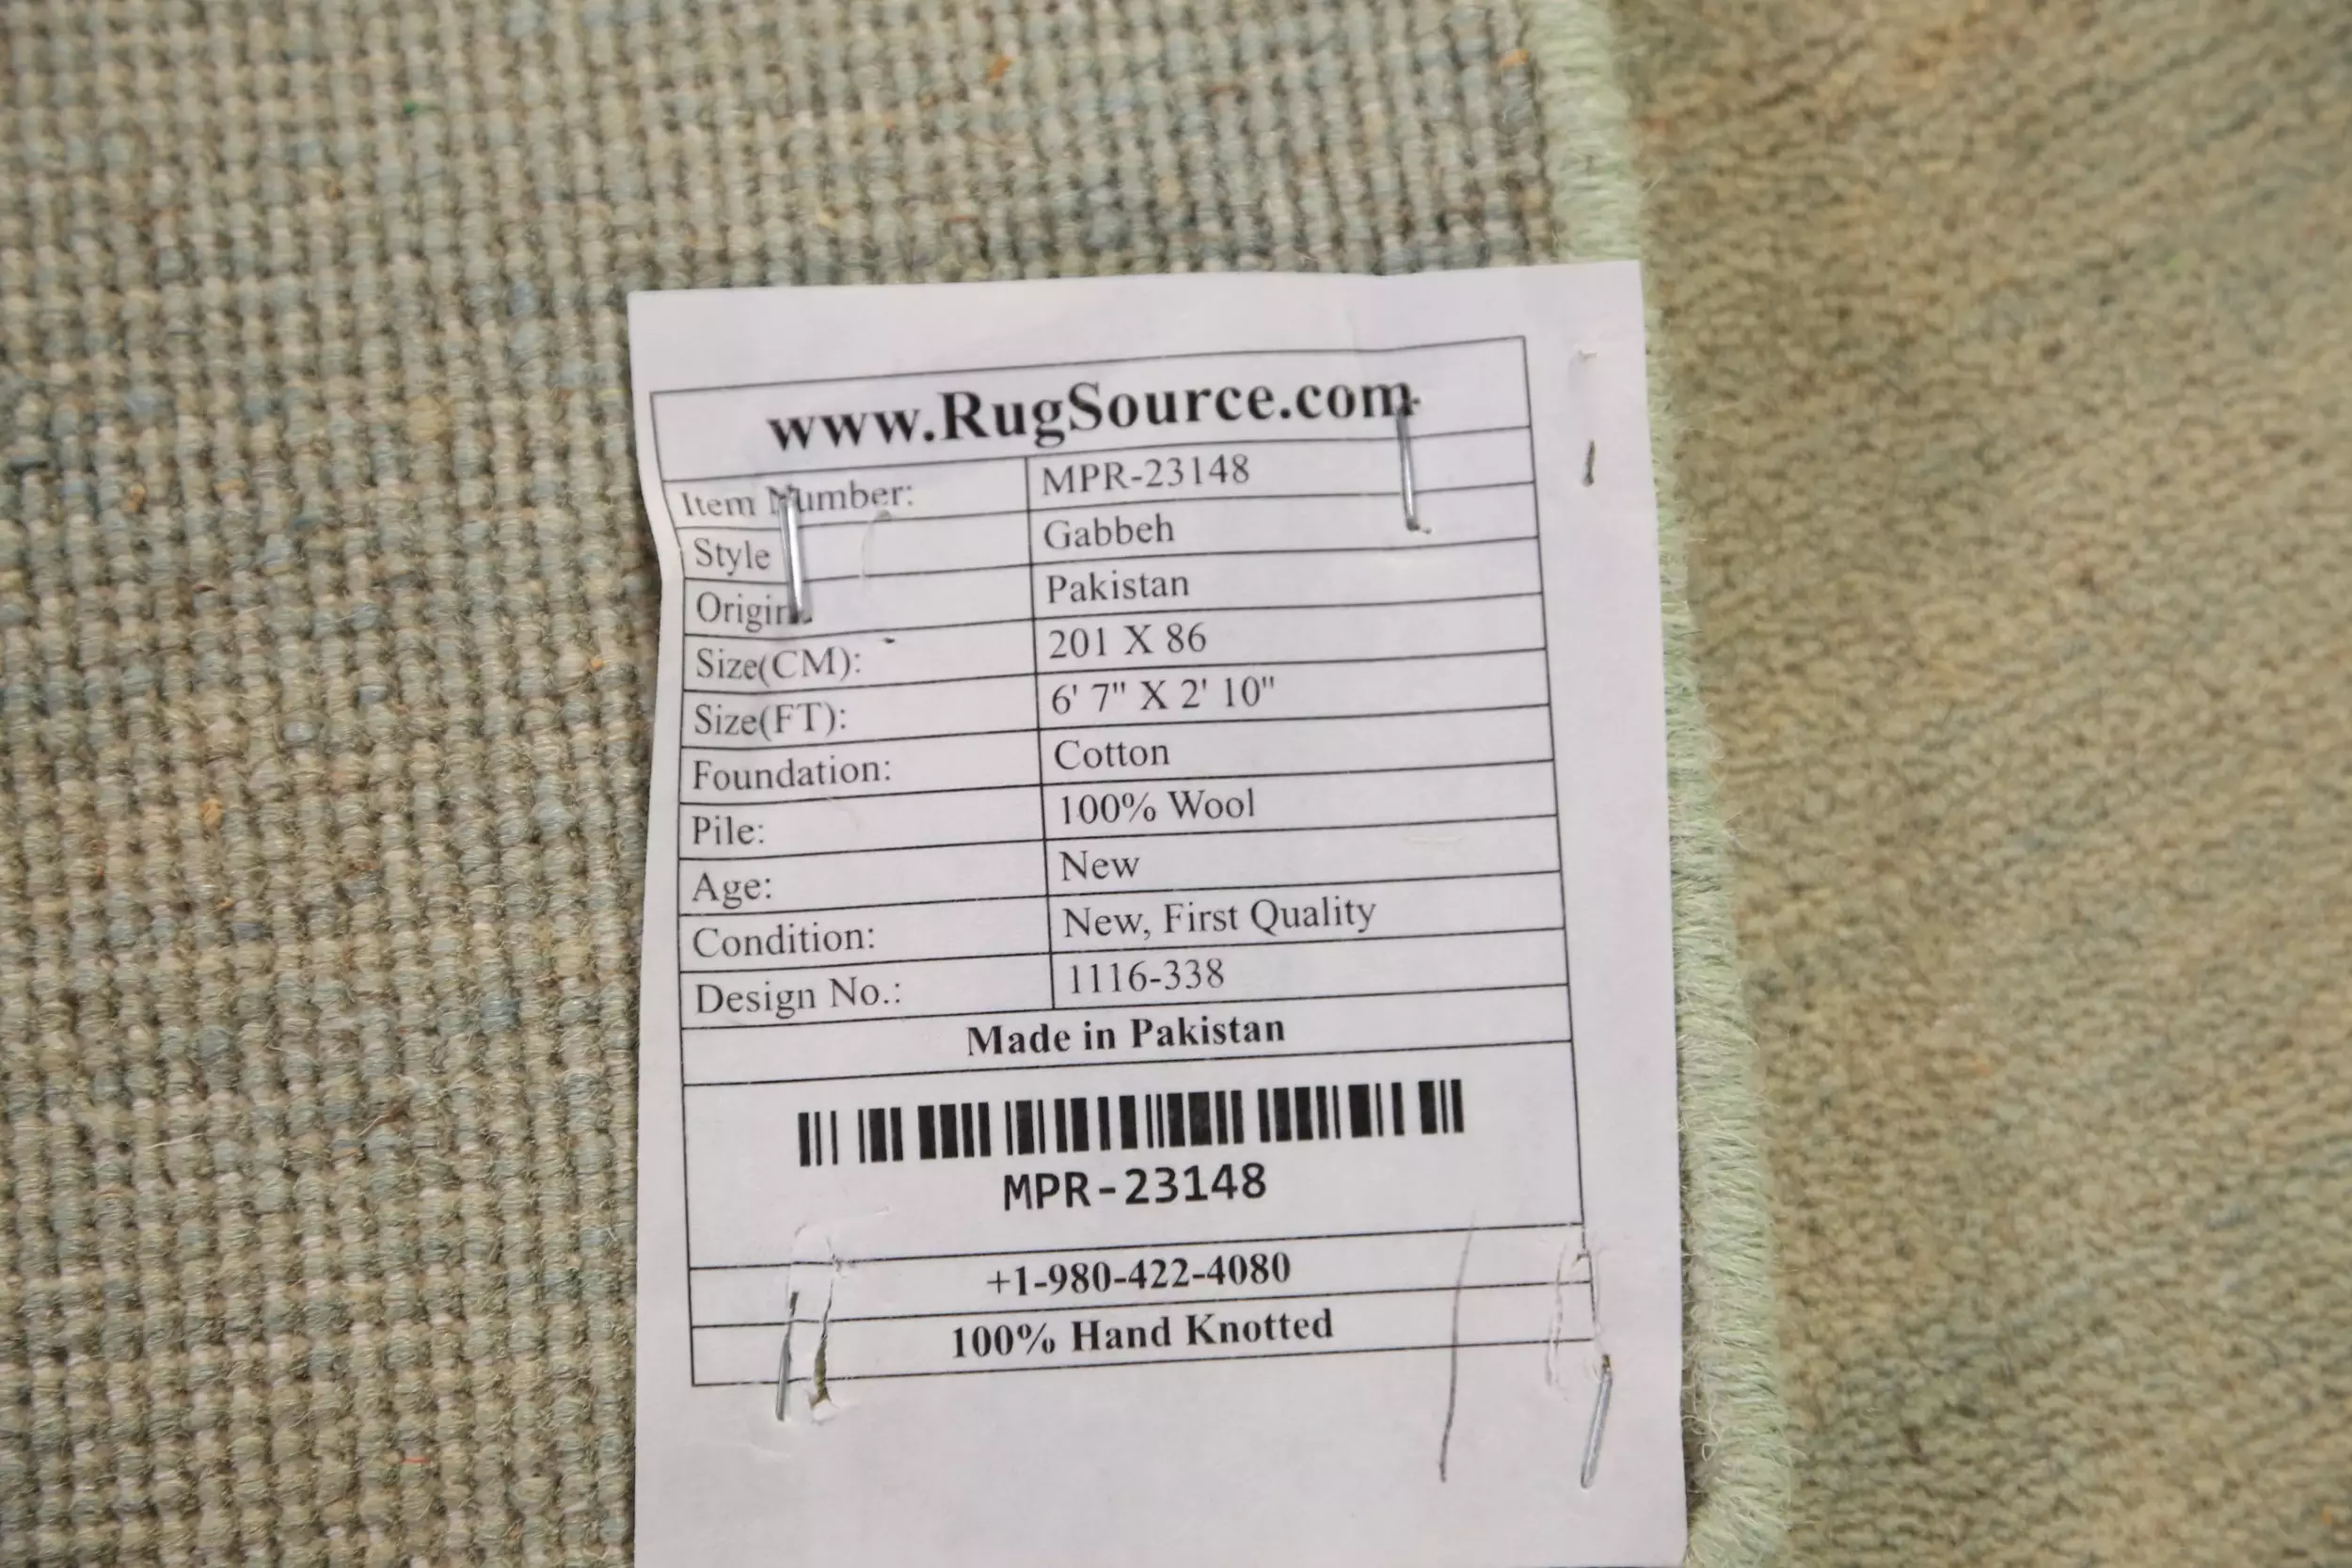 www.RugSource.com
Item Number: MPR-23148
Style Gabbeh
Origin Pakistan
Size(CM): 201 X 86
Size(FT): 6' 7" X 2' 10"
Foundation: Cotton
Pile: 100% Wool
Age: New
Condition: New, First Quality
Design No.: 1116-338
Made in Pakistan
MPR-23148
+1-980-422-4080
100% Hand Knotted